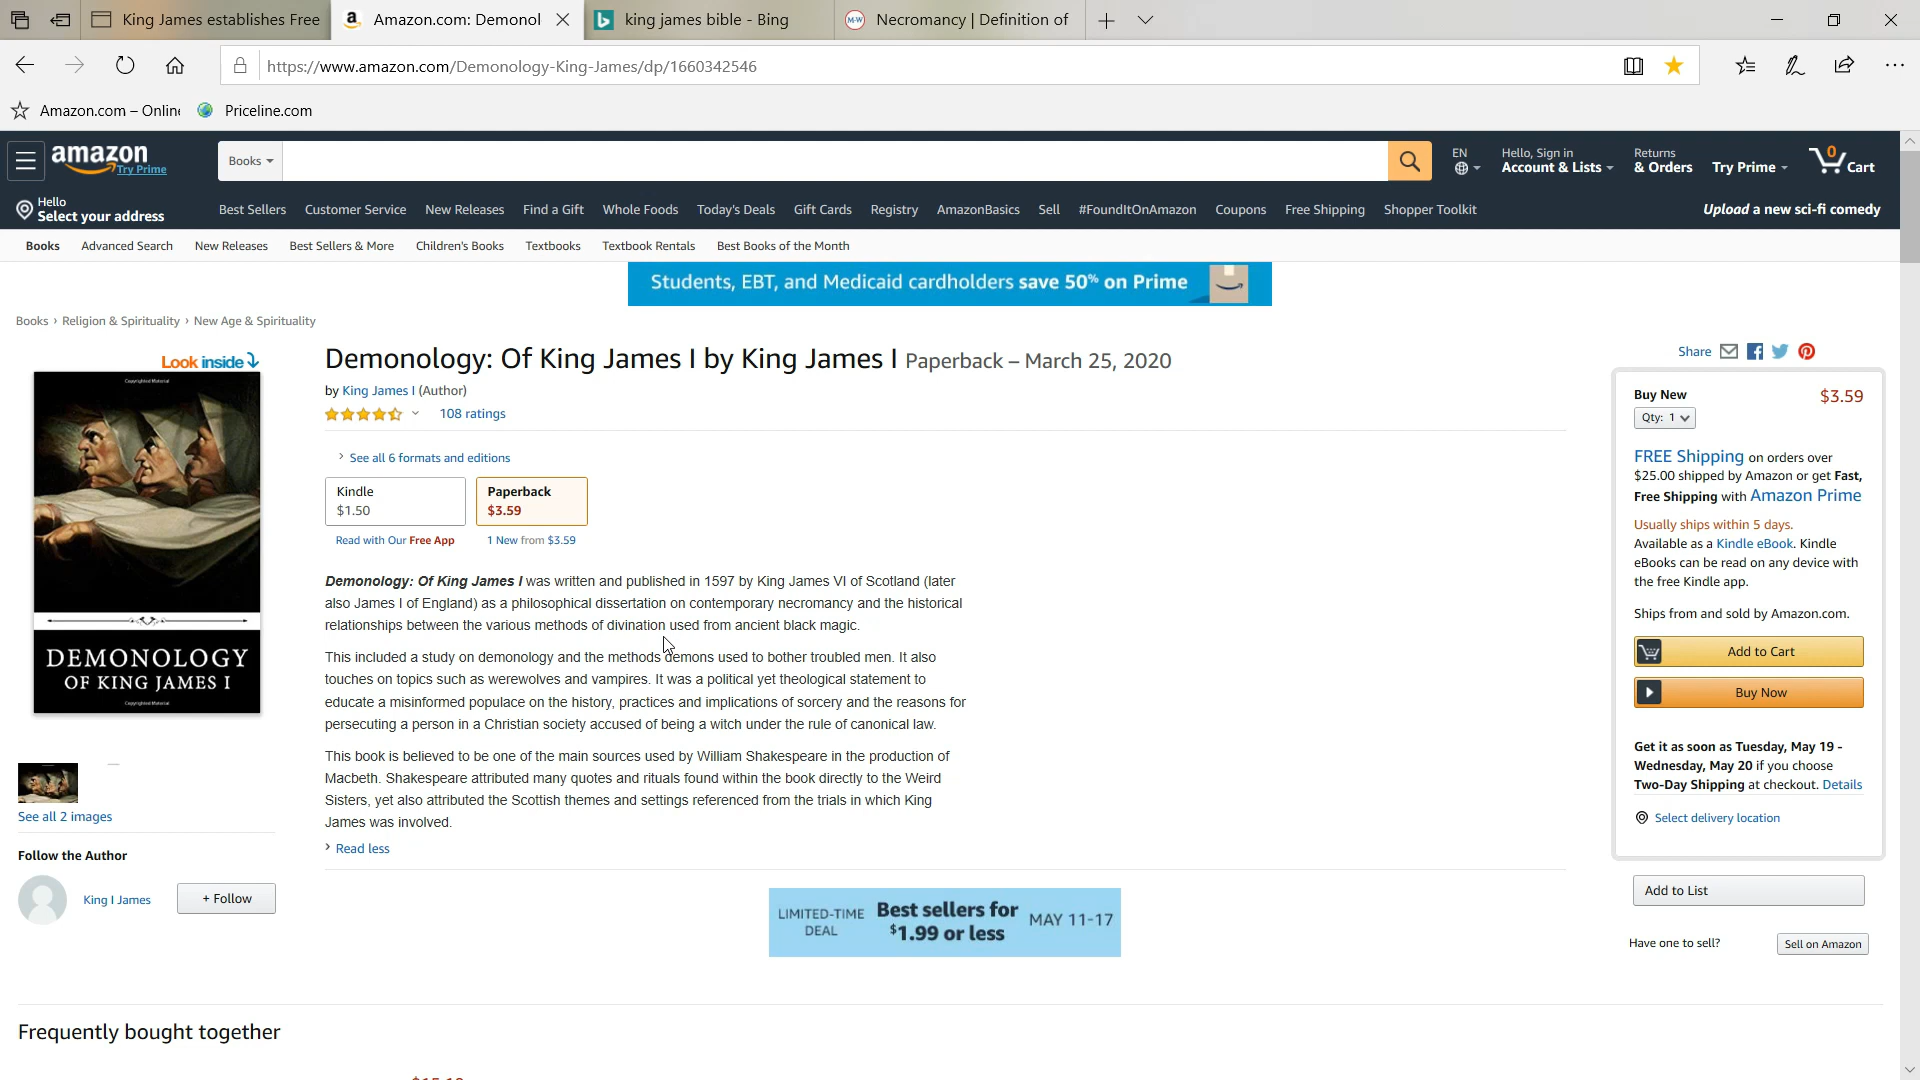 King James establishes Free
Amazon.com: Demonol
king james bible - Bing
Necromancy | Definition of
https://www.amazon.com/Demonology-King-James/dp/1660342546
Amazon.com – Online
Priceline.com
amazon
Try Prime
Books
EN
Hello, Sign in
Account & Lists
Returns
& Orders
Try Prime
0
Cart
Hello
Select your address
Best Sellers Customer Service New Releases Find a Gift Whole Foods Today's Deals Gift Cards Registry AmazonBasics Sell #FoundItOnAmazon Coupons Free Shipping Shopper Toolkit
Upload a new sci-fi comedy
Books Advanced Search New Releases Best Sellers & More Children's Books Textbooks Textbook Rentals Best Books of the Month
Students, EBT, and Medicaid cardholders save 50% on Prime
Books › Religion & Spirituality › New Age & Spirituality
Look inside
Copyrighted Material
DEMONOLOGY
OF KING JAMES I
Copyrighted Material
See all 2 images
Follow the Author
King I James
+ Follow
Demonology: Of King James I by King James I Paperback – March 25, 2020
by King James I (Author)
108 ratings
› See all 6 formats and editions
Kindle
$1.50
Paperback
$3.59
Read with Our Free App
1 New from $3.59
Demonology: Of King James I was written and published in 1597 by King James VI of Scotland (later
also James I of England) as a philosophical dissertation on contemporary necromancy and the historical
relationships between the various methods of divination used from ancient black magic.
This included a study on demonology and the methods demons used to bother troubled men. It also
touches on topics such as werewolves and vampires. It was a political yet theological statement to
educate a misinformed populace on the history, practices and implications of sorcery and the reasons for
persecuting a person in a Christian society accused of being a witch under the rule of canonical law.
This book is believed to be one of the main sources used by William Shakespeare in the production of
Macbeth. Shakespeare attributed many quotes and rituals found within the book directly to the Weird
Sisters, yet also attributed the Scottish themes and settings referenced from the trials in which King
James was involved.
› Read less
LIMITED-TIME
DEAL
Best sellers for
$1.99 or less
MAY 11-17
Share
Buy New
$3.59
Qty: 1
FREE Shipping on orders over
$25.00 shipped by Amazon or get Fast,
Free Shipping with Amazon Prime
Usually ships within 5 days.
Available as a Kindle eBook. Kindle
eBooks can be read on any device with
the free Kindle app.
Ships from and sold by Amazon.com.
Add to Cart
Buy Now
Get it as soon as Tuesday, May 19 -
Wednesday, May 20 if you choose
Two-Day Shipping at checkout. Details
Select delivery location
Add to List
Have one to sell?
Sell on Amazon
Frequently bought together